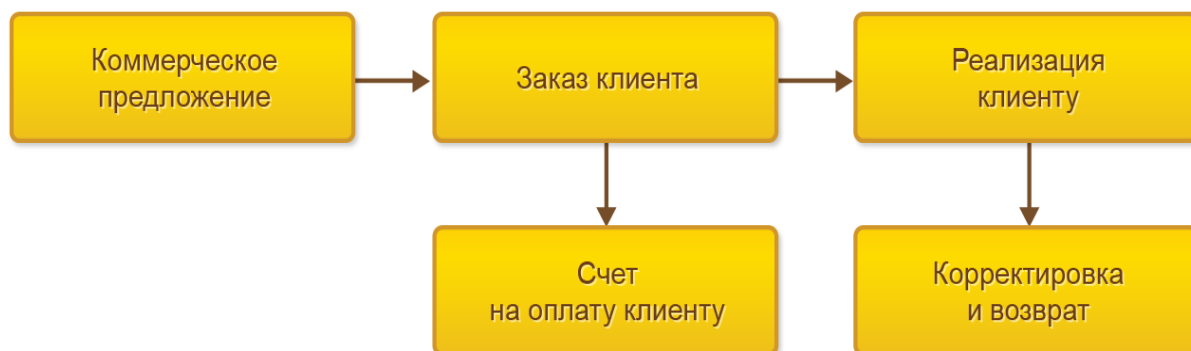 Коммерческое
предложение
Заказ клиента
Реализация
клиенту
Счет
на оплату клиенту
Корректировка
и возврат